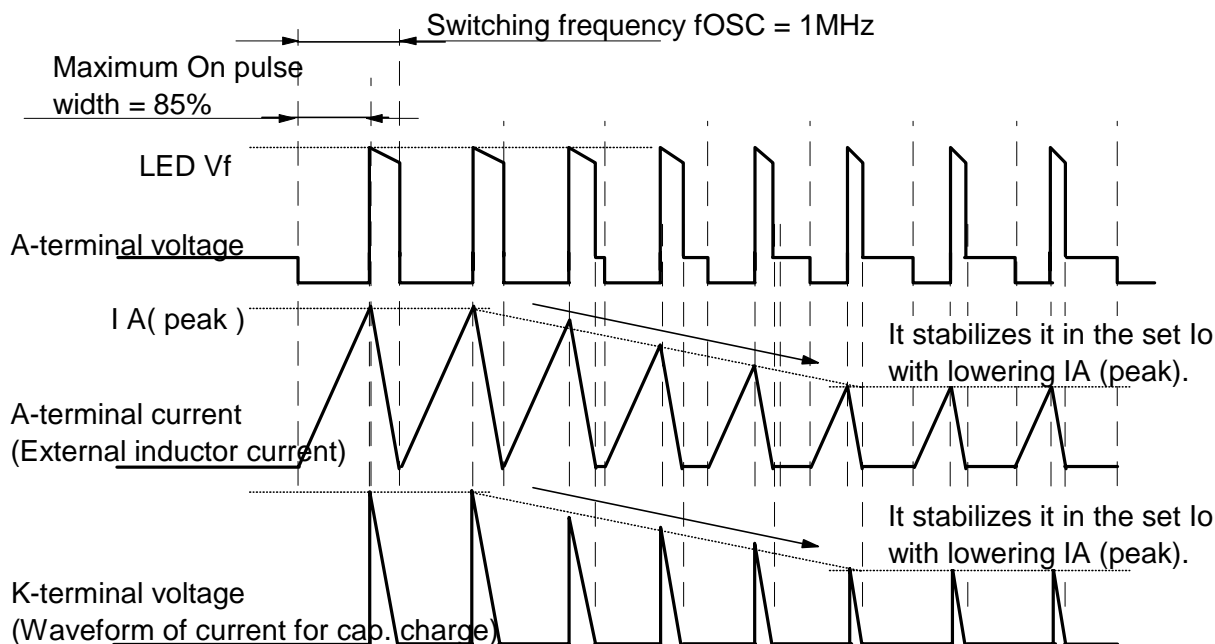 Switching frequency fOSC = 1MHz
Maximum On pulse
width = 85%
LED Vf
A-terminal voltage
I A( peak )
It stabilizes it in the set Io
with lowering IA (peak).
A-terminal current
(External inductor current)
It stabilizes it in the set Io
with lowering IA (peak).
K-terminal voltage
(Waveform of current for cap. charge)